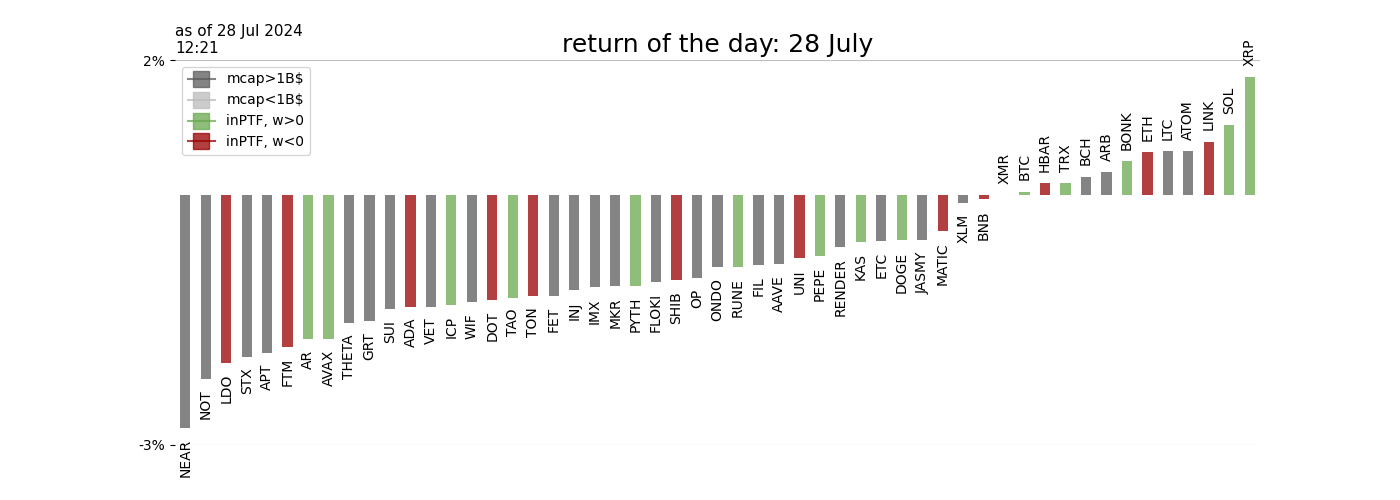 as of 28 Jul 2024
12:21
return of the day: 28 July
2%
mcap>1B$
mcap<1B$
inPTF, w>0
inPTF, w<0
-3%
NEAR
NOT
LDO
STX
APT
FTM
AR
AVAX
THETA
GRT
SUI
ADA
VET
ICP
WIF
DOT
TAO
TON
FET
INJ
IMX
MKR
PYTH
FLOKI
SHIB
OP
ONDO
RUNE
FIL
AAVE
UNI
PEPE
RENDER
KAS
ETC
DOGE
JASMY
MATIC
XLM
BNB
XMR
BTC
HBAR
TRX
BCH
ARB
BONK
ETH
LTC
ATOM
LINK
SOL
XRP